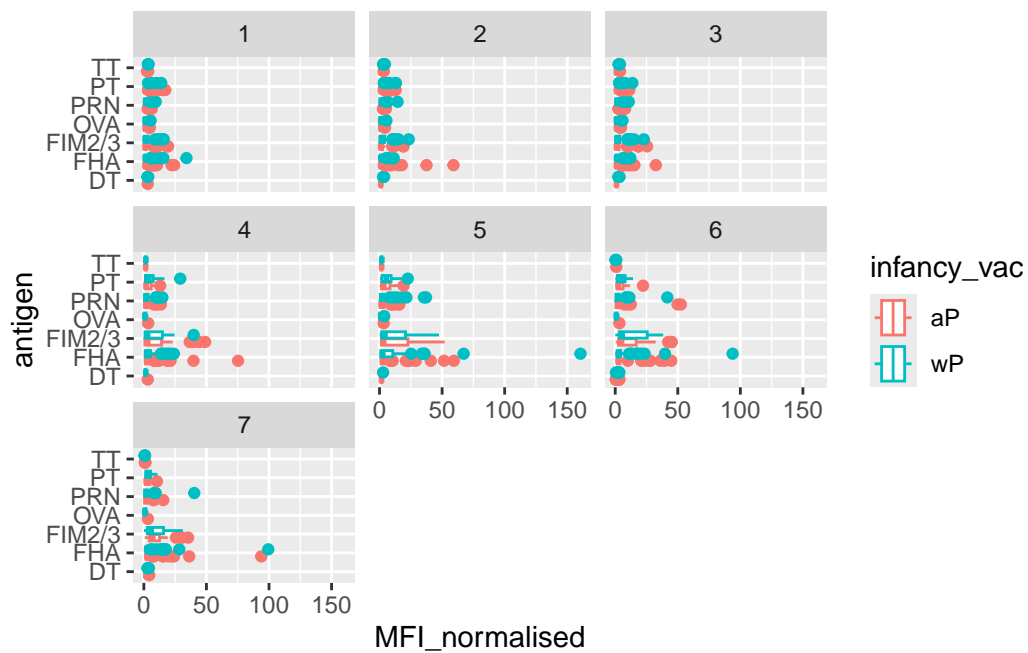 1
2
3
TT
PT
PRN
OVA
FIM2/3
FHA
DT
4
5
6
TT
PT
PRN
OVA
FIM2/3
FHA
DT
0
50
100
150
0
50
100
150
7
TT
PT
PRN
OVA
FIM2/3
FHA
DT
0
50
100
150
MFI_normalised
antigen
infancy_vac
aP
wP